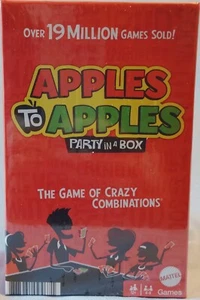 OVER 19 MILLION GAMES SOLD!
APPLES
TO APPLES
PARTY IN A BOX
THE GAME OF CRAZY
COMBINATIONS
MATTEL
Games